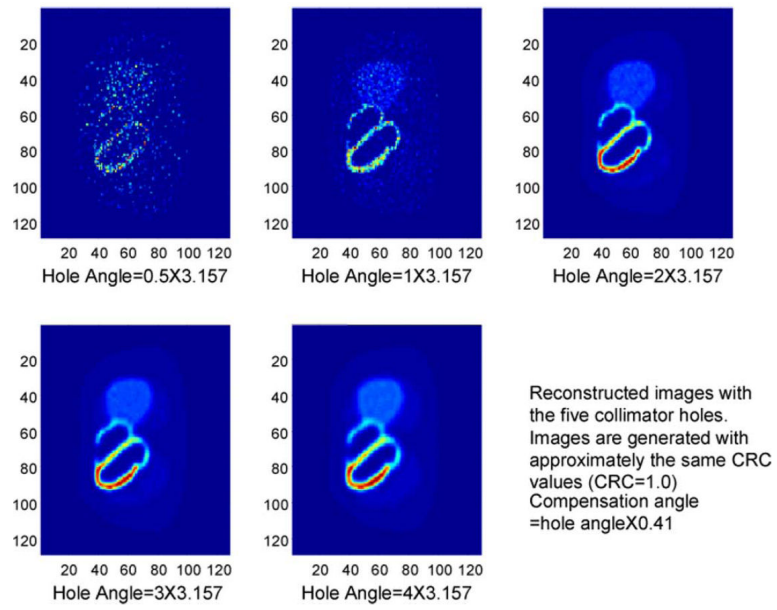 20
40
60
80
100
120
20 40 60 80 100 120
Hole Angle=0.5X3.157
20
40
60
80
100
120
20 40 60 80 100 120
Hole Angle=1X3.157
20
40
60
80
100
120
20 40 60 80 100 120
Hole Angle=2X3.157
20
40
60
80
100
120
20 40 60 80 100 120
Hole Angle=3X3.157
20
40
60
80
100
120
20 40 60 80 100 120
Hole Angle=4X3.157
Reconstructed images with
the five collimator holes.
Images are generated with
approximately the same CRC
values (CRC=1.0)
Compensation angle
=hole angleX0.41